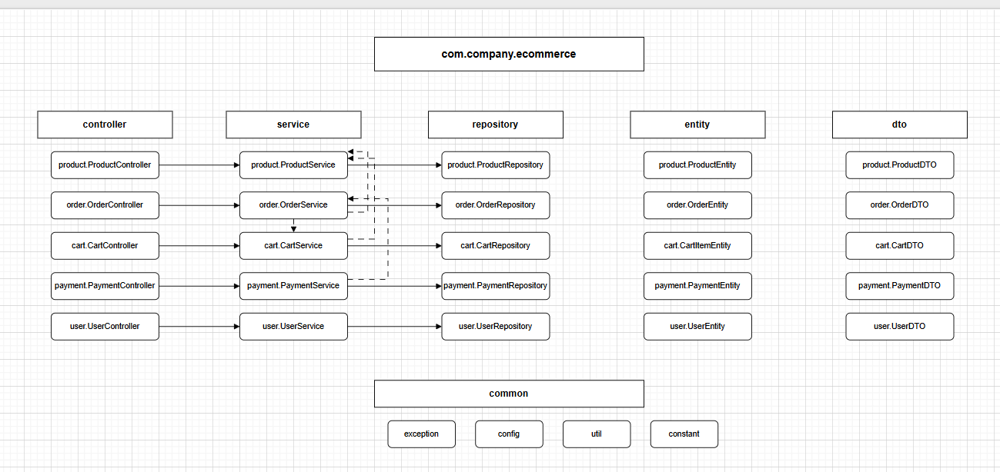 com.company.ecommerce
controller
service
repository
entity
dto
product.ProductController
product.ProductService
product.ProductRepository
product.ProductEntity
product.ProductDTO
order.OrderController
order.OrderService
order.OrderRepository
order.OrderEntity
order.OrderDTO
cart.CartController
cart.CartService
cart.CartRepository
cart.CartItemEntity
cart.CartDTO
payment.PaymentController
payment.PaymentService
payment.PaymentRepository
payment.PaymentEntity
payment.PaymentDTO
user.UserController
user.UserService
user.UserRepository
user.UserEntity
user.UserDTO
common
exception
config
util
constant